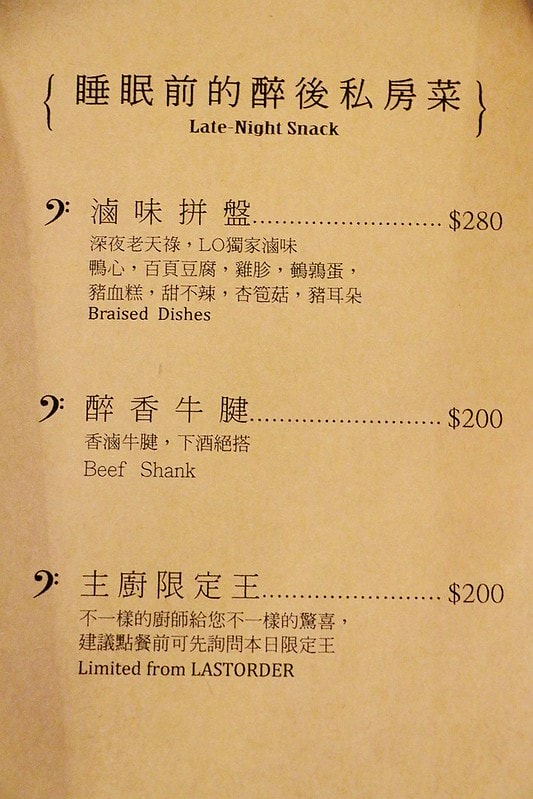 { 睡眠前的醉後私房菜 }
Late-Night Snack
滷味拼盤........................ $280
深夜老天祿，LO獨家滷味
鴨心，百頁豆腐，雞胗，鵪鶉蛋，
豬血糕，甜不辣，杏苞菇，豬耳朵
Braised Dishes
醉香牛腱........................ $200
香滷牛腱，下酒絕搭
Beef Shank
主廚限定王........................ $200
不一樣的廚師給您不一樣的驚喜，
建議點餐前可先詢問本日限定王
Limited from LASTORDER